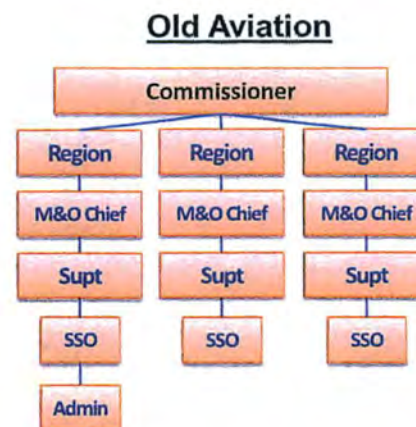 Old Aviation
Commissioner
Region Region Region
M&O Chief M&O Chief M&O Chief
Supt Supt Supt
SSO SSO SSO
Admin